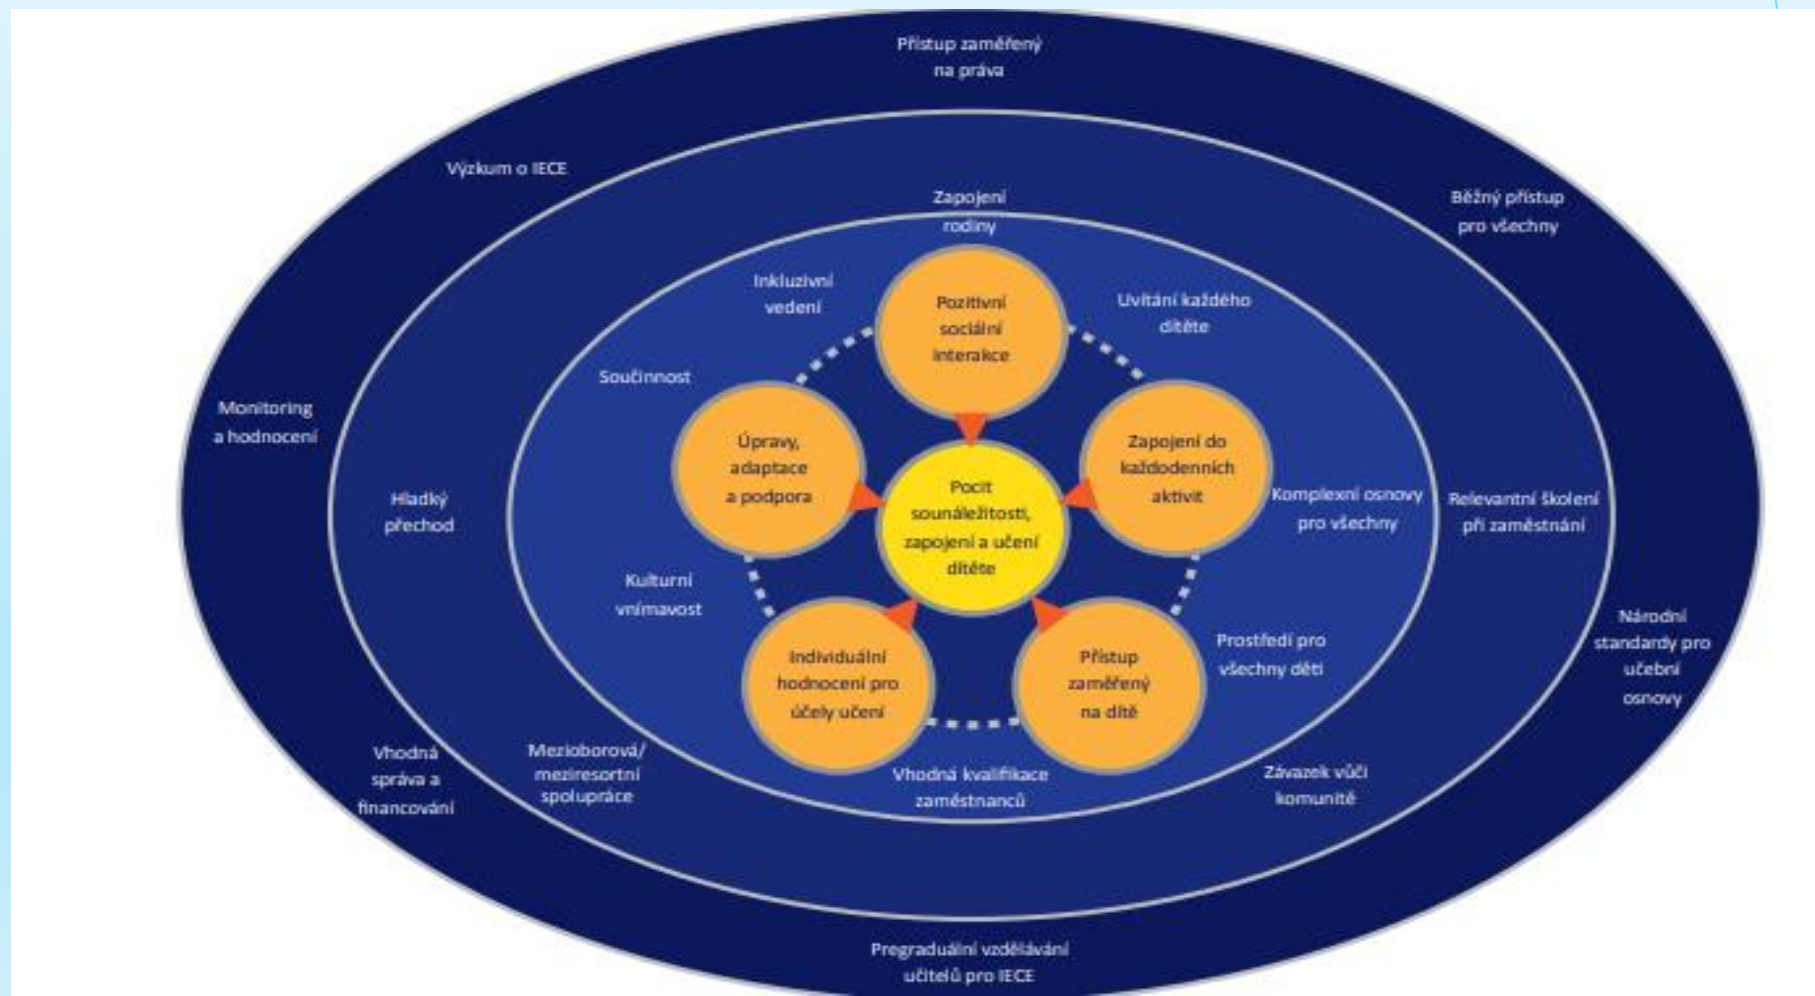 Přístup zaměřený
na práva
Výzkum o IECE
Běžný přístup
pro všechny
Zapojení
rodiny
Inkluzivní
vedení
Uvítání každého
dítěte
Pozitivní
sociální
interakce
Součinnost
Monitoring
a hodnocení
Úpravy,
adaptace
a podpora
Zapojení do
každodenních
aktivit
Pocit
sounáležitosti,
zapojení a učení
dítěte
Hladký
přechod
Komplexní osnovy
pro všechny
Relevantní školení
při zaměstnání
Kulturní
vnímavost
Národní
standardy pro
učební
osnovy
Prostředí pro
všechny děti
Individuální
hodnocení pro
účely učení
Přístup
zaměřený
na dítě
Vhodná
správa a
financování
Mezioborová/
meziresortní
spolupráce
Vhodná kvalifikace
zaměstnanců
Závazek vůči
komunitě
Pregraduální vzdělávání
učitelů pro IECE